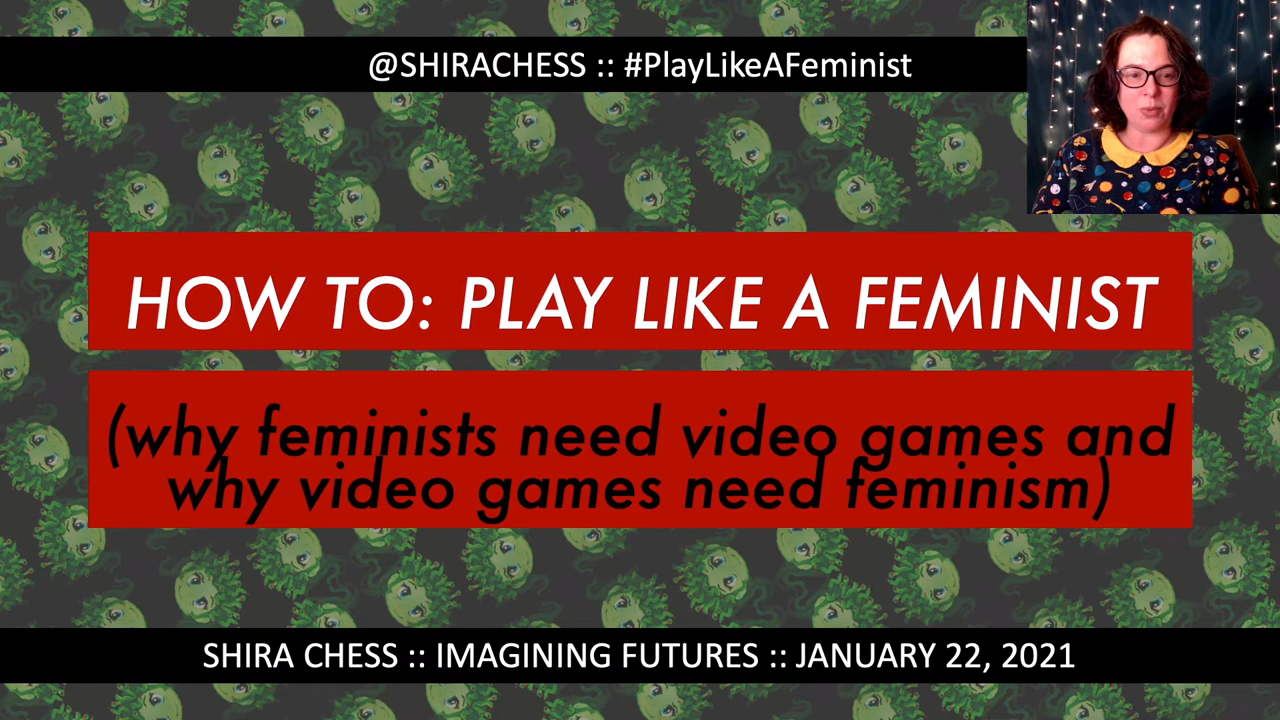 @SHIRACHESS :: #PlayLikeAFeminist
HOW TO: PLAY LIKE A FEMINIST
(why feminists need video games and
why video games need feminism)
SHIRA CHESS :: IMAGINING FUTURES :: JANUARY 22, 2021